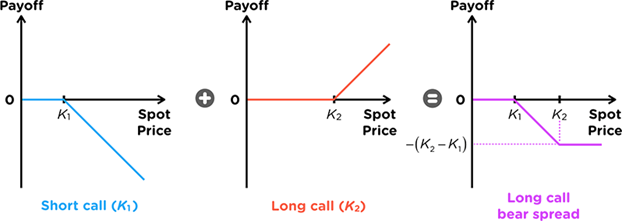 Payoff
0
K₁
Spot
Price
Short call (K₁)
+
Payoff
0
K₂
Spot
Price
Long call (K₂)
=
Payoff
0
K₁
K₂
Spot
Price
−(K₂−K₁)
Long call
bear spread